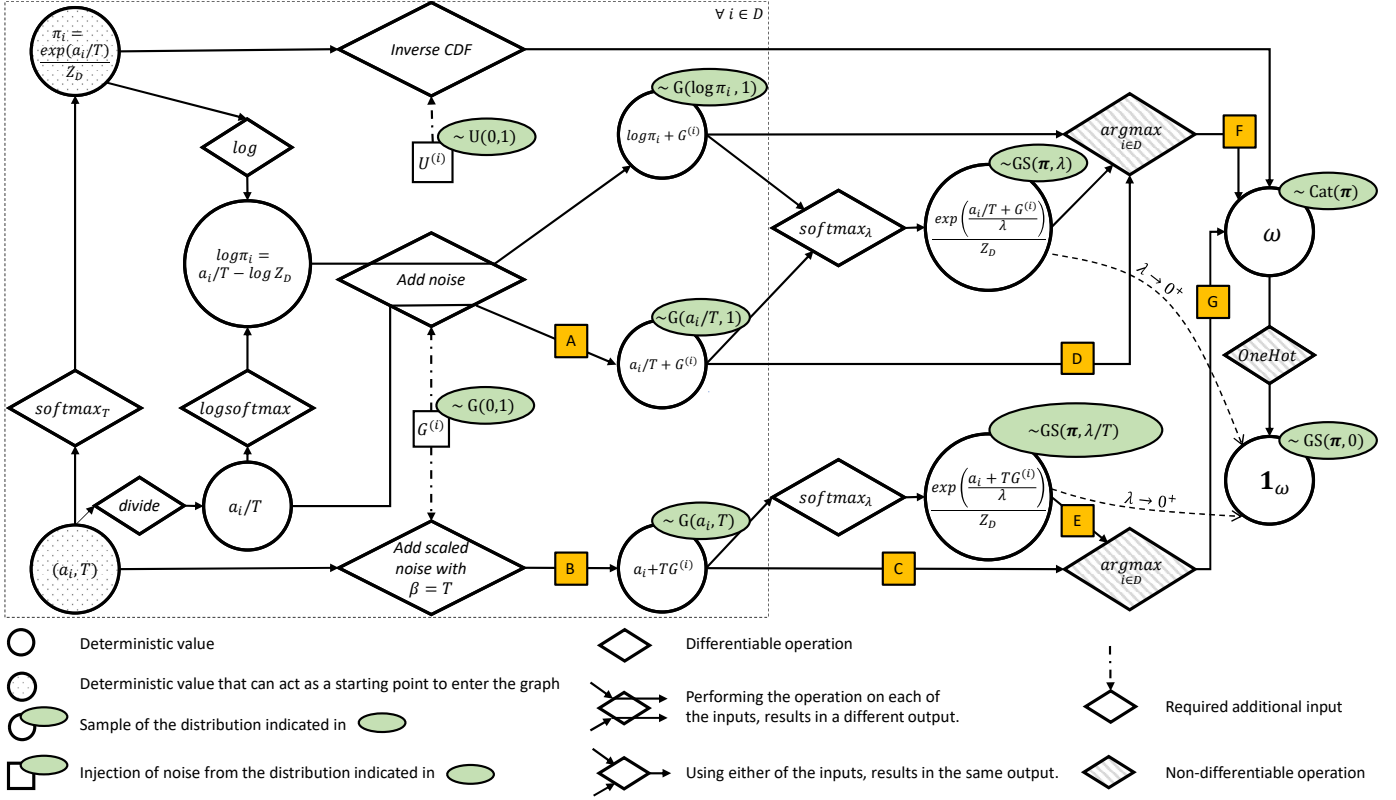 ∀ i ∈ D
π_i =
exp(a_i/T)
Z_D
Inverse CDF
~ G(log π_i, 1)
~ U(0,1)
U^(i)
log
logπ_i + G^(i)
argmax
i∈D
F
~GS(π, λ)
~ Cat(π)
exp(a_i/T + G^(i) / λ)
Z_D
softmax_λ
ω
logπ_i =
a_i/T − log Z_D
Add noise
λ → 0⁺
G
~G(a_i/T, 1)
A
a_i/T + G^(i)
D
OneHot
softmax_T
logsoftmax
~ G(0,1)
G^(i)
~GS(π, λ/T)
~ GS(π, 0)
exp(a_i + TG^(i) / λ)
Z_D
softmax_λ
λ → 0⁺
𝟏_ω
divide
a_i/T
~ G(a_i, T)
E
(a_i, T)
Add scaled
noise with
β = T
B
a_i+TG^(i)
C
argmax
i∈D
Deterministic value
Deterministic value that can act as a starting point to enter the graph
Sample of the distribution indicated in
Injection of noise from the distribution indicated in
Differentiable operation
Performing the operation on each of
the inputs, results in a different output.
Using either of the inputs, results in the same output.
Required additional input
Non-differentiable operation